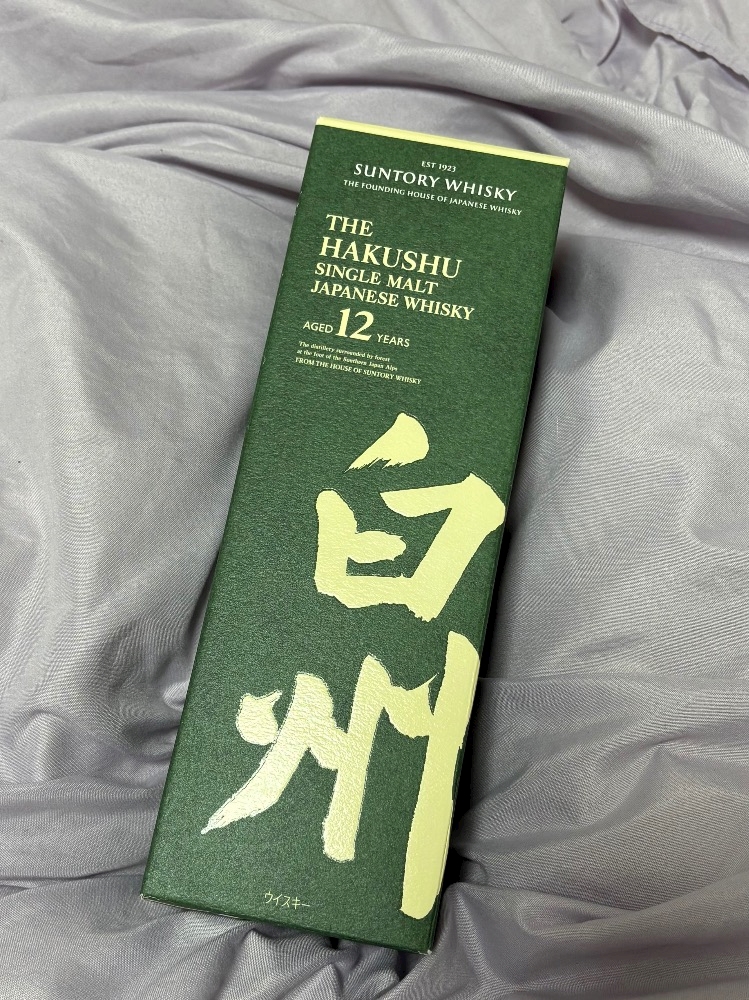 EST 1923
SUNTORY WHISKY
THE FOUNDING HOUSE OF JAPANESE WHISKY
THE
HAKUSHU
SINGLE MALT
JAPANESE WHISKY
AGED 12 YEARS
The distillery surrounded by forest
at the foot of the Southern Japan Alps
FROM THE HOUSE OF SUNTORY WHISKY
白
州
ウイスキー